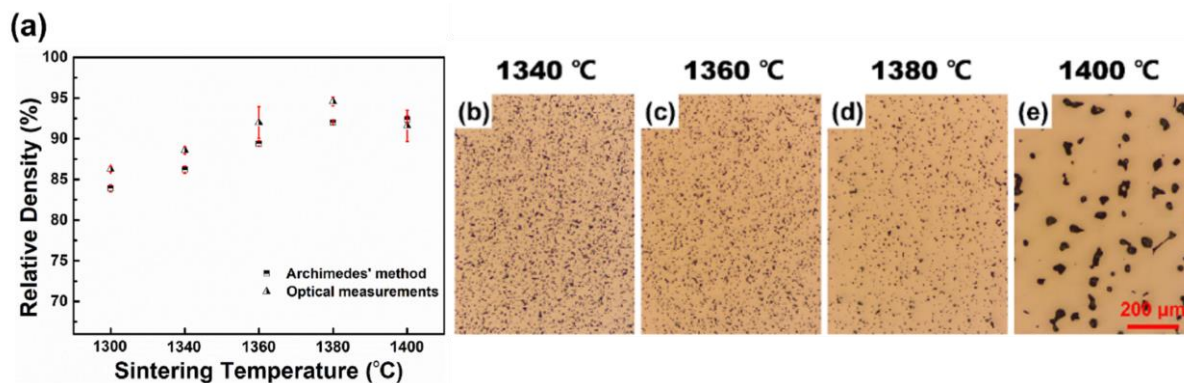 (a)
100
95
90
85
80
75
70
Relative Density (%)
Archimedes' method
Optical measurements
1300 1340 1360 1380 1400
Sintering Temperature (°C)
1340 ℃ 1360 ℃ 1380 ℃ 1400 ℃
(b) (c) (d) (e)
200 μm